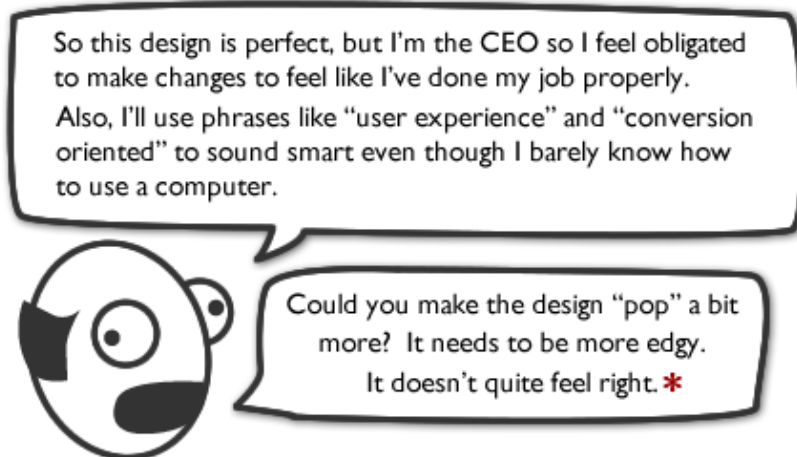 So this design is perfect, but I’m the CEO so I feel obligated
to make changes to feel like I’ve done my job properly.
Also, I’ll use phrases like “user experience” and “conversion
oriented” to sound smart even though I barely know how
to use a computer.
Could you make the design “pop” a bit
more?  It needs to be more edgy.
It doesn’t quite feel right. *